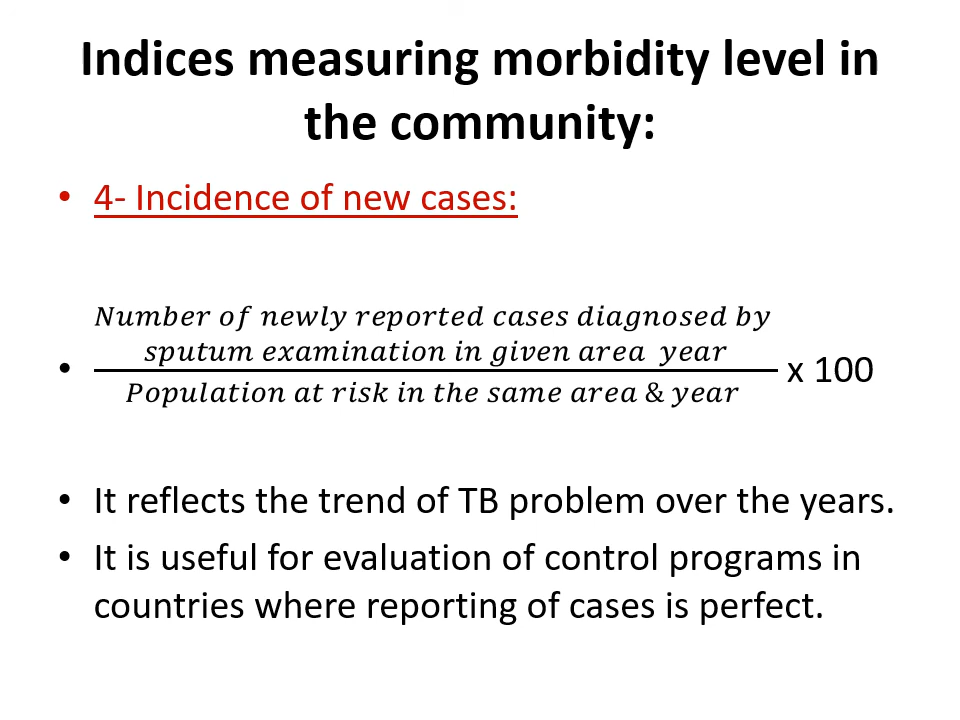 Indices measuring morbidity level in
the community:
• 4- Incidence of new cases:
• Number of newly reported cases diagnosed by
sputum examination in given area year
Population at risk in the same area & year
x 100
• It reflects the trend of TB problem over the years.
• It is useful for evaluation of control programs in
countries where reporting of cases is perfect.